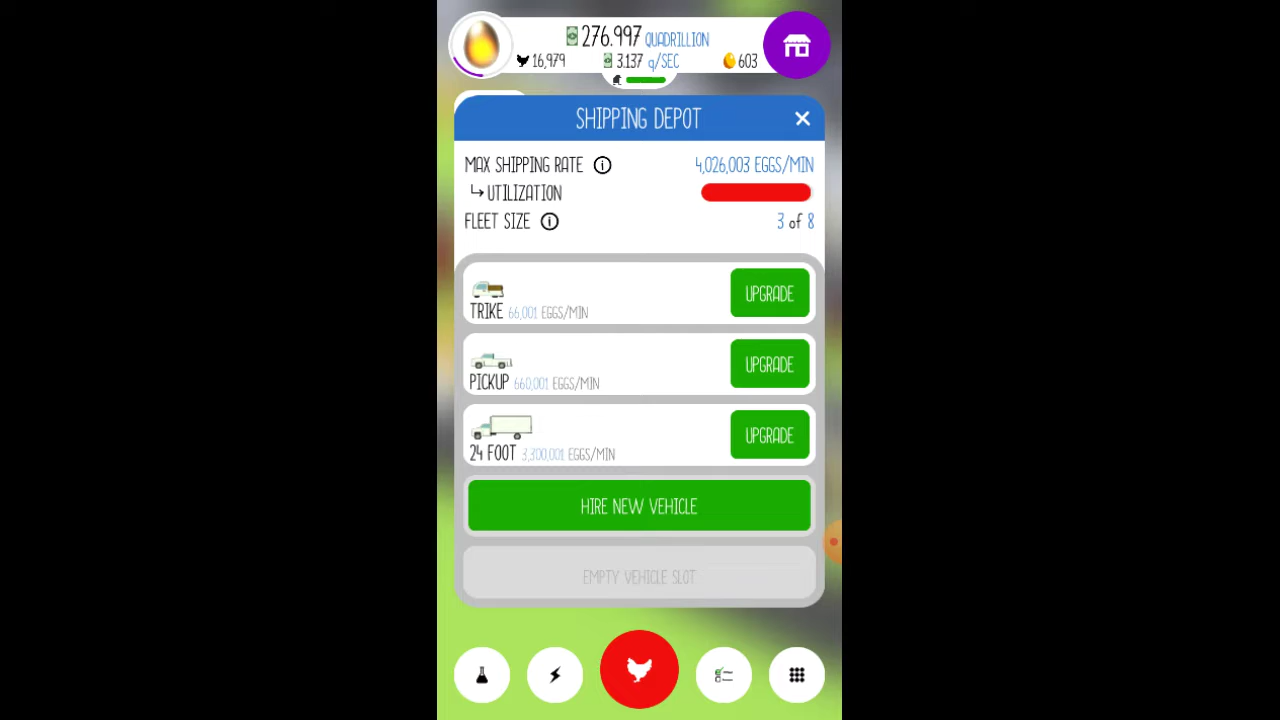 276.997 QUADRILLION
16,979 3.137 q/SEC 603
SHIPPING DEPOT
MAX SHIPPING RATE 4,026,003 EGGS/MIN
UTILIZATION
FLEET SIZE 3 of 8
UPGRADE
TRIKE 66,001 EGGS/MIN
UPGRADE
PICKUP 660,001 EGGS/MIN
UPGRADE
24 FOOT 3,300,001 EGGS/MIN
HIRE NEW VEHICLE
EMPTY VEHICLE SLOT